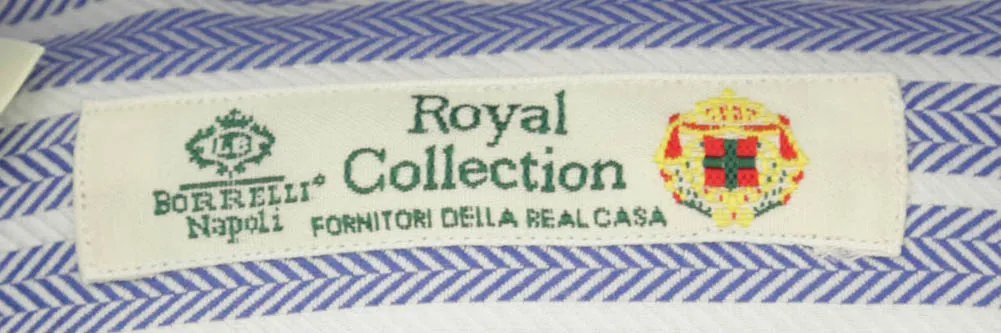 LB
BORRELLI®
Napoli
Royal
Collection
FORNITORI DELLA REAL CASA